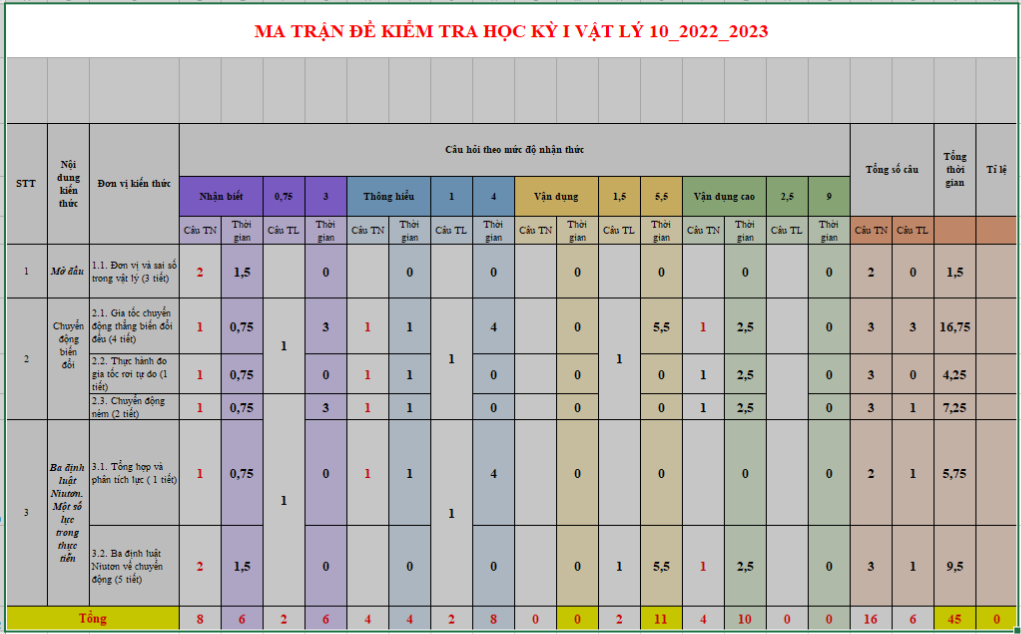 MA TRẬN ĐỀ KIỂM TRA HỌC KỲ I VẬT LÝ 10_2022_2023
STT
Nội
dung
kiến
thức
Đơn vị kiến thức
Câu hỏi theo mức độ nhận thức
Tổng số câu
Tổng
thời
gian
Tỉ lệ
Nhận biết 0,75 3 Thông hiểu 1 4 Vận dụng 1,5 5,5 Vận dụng cao 2,5 9
Câu TN Thời gian Câu TL Thời gian Câu TN Thời gian Câu TL Thời gian Câu TN Thời gian Câu TL Thời gian Câu TN Thời gian Câu TL Thời gian Câu TN Câu TL
1
Mở đầu
1.1. Đơn vị và sai số
trong vật lý (3 tiết)
2 1,5 0 0 0 0 0 0 0 2 0 1,5
2
Chuyển
động
biến
đổi
2.1. Gia tốc chuyển
động thẳng biến đổi
đều (4 tiết)
1 0,75 1 3 1 1 1 4 0 1 5,5 1 2,5 0 3 3 16,75
2.2. Thực hành đo
gia tốc rơi tự do (1
tiết)
1 0,75 0 1 1 0 0 0 1 2,5 0 3 0 4,25
2.3. Chuyển động
ném (2 tiết)
1 0,75 1 3 1 1 0 0 0 1 2,5 0 3 1 7,25
3
Ba định
luật
Niutơn.
Một số
lực
trong
thực
tiễn
3.1. Tổng hợp và
phân tích lực ( 1 tiết)
1 0,75 0 1 1 1 4 0 0 0 0 2 1 5,75
3.2. Ba định luật
Niutơn về chuyển
động (5 tiết)
2 1,5 0 0 0 0 1 5,5 1 2,5 0 3 1 9,5
Tổng 8 6 2 6 4 4 2 8 0 0 2 11 4 10 0 0 16 6 45 0